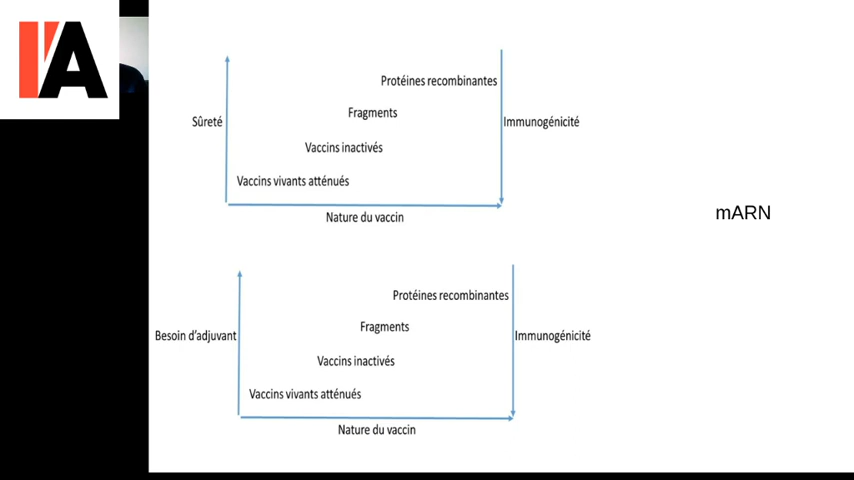 IA
Protéines recombinantes
Fragments
Sûreté
Immunogénicité
Vaccins inactivés
Vaccins vivants atténués
Nature du vaccin
mARN
Protéines recombinantes
Fragments
Besoin d'adjuvant
Immunogénicité
Vaccins inactivés
Vaccins vivants atténués
Nature du vaccin